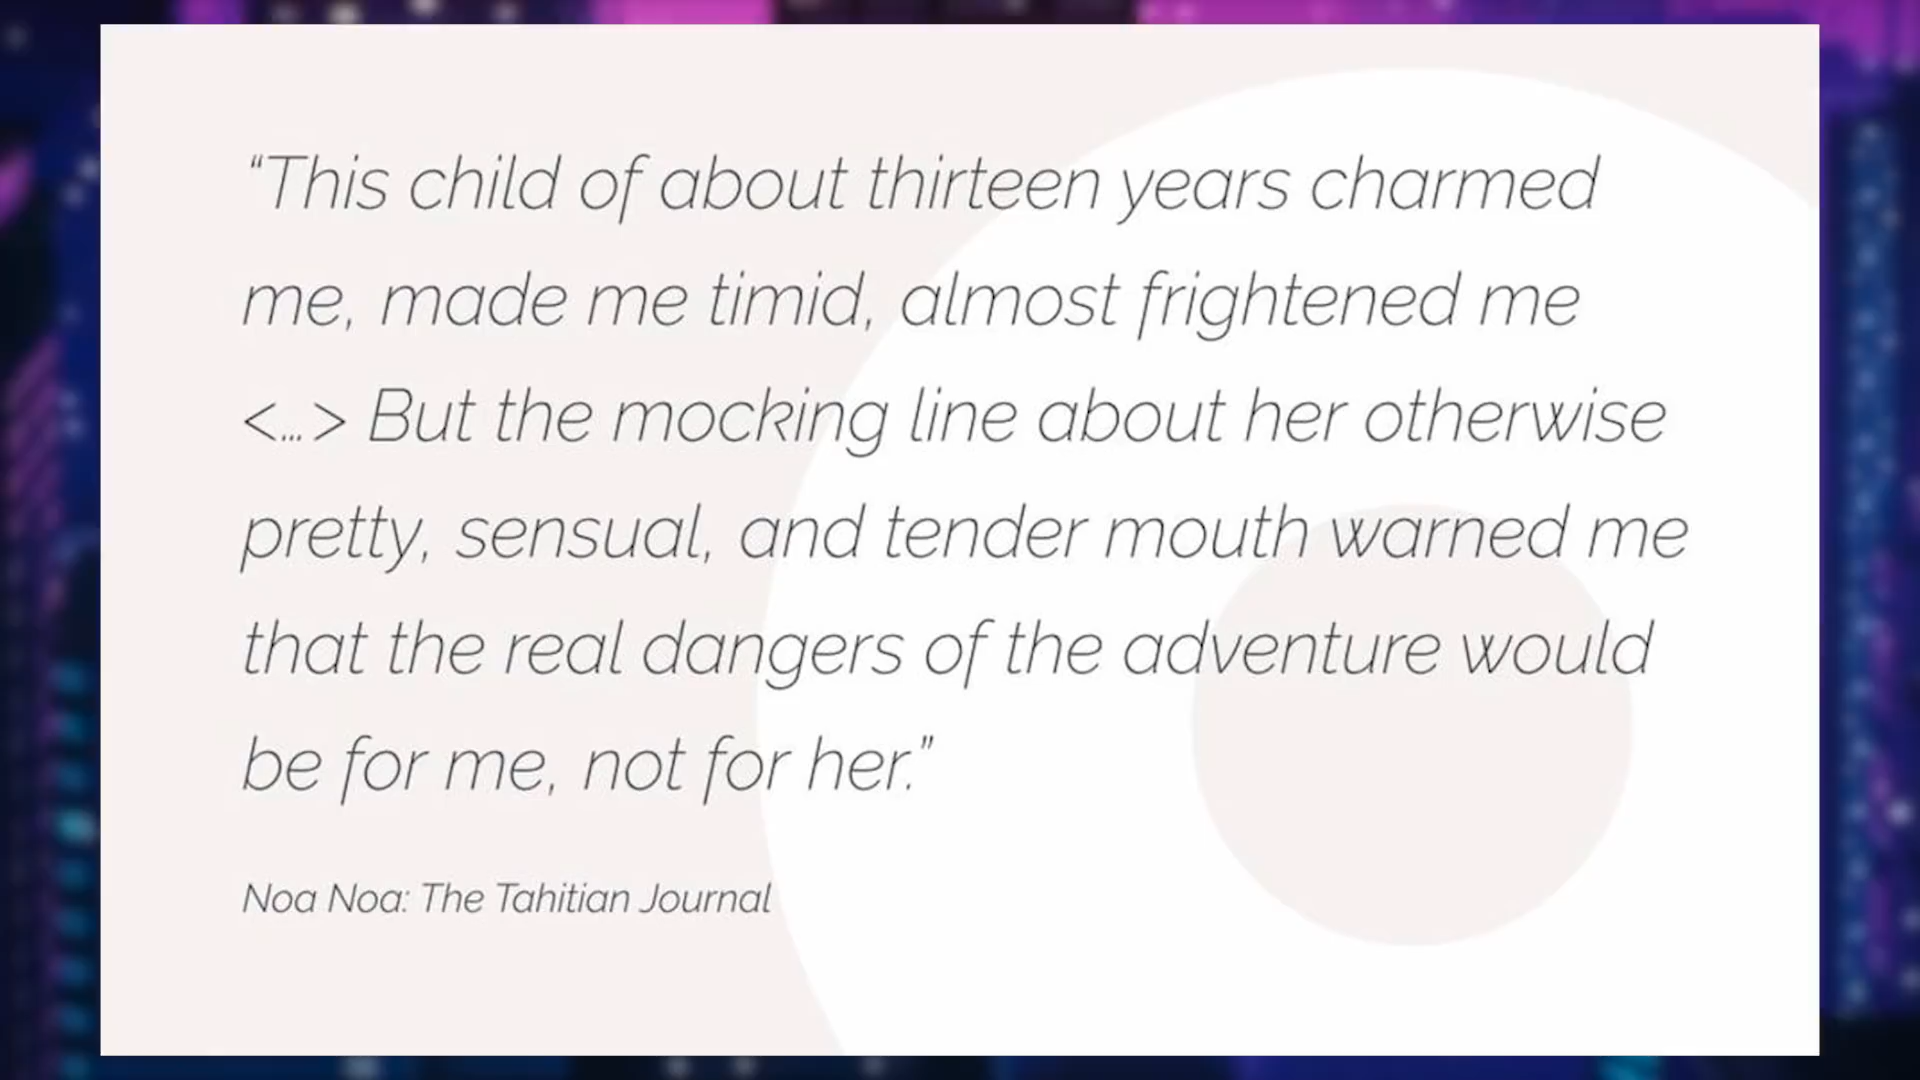 “This child of about thirteen years charmed
me, made me timid, almost frightened me
<...> But the mocking line about her otherwise
pretty, sensual, and tender mouth warned me
that the real dangers of the adventure would
be for me, not for her.”
Noa Noa: The Tahitian Journal